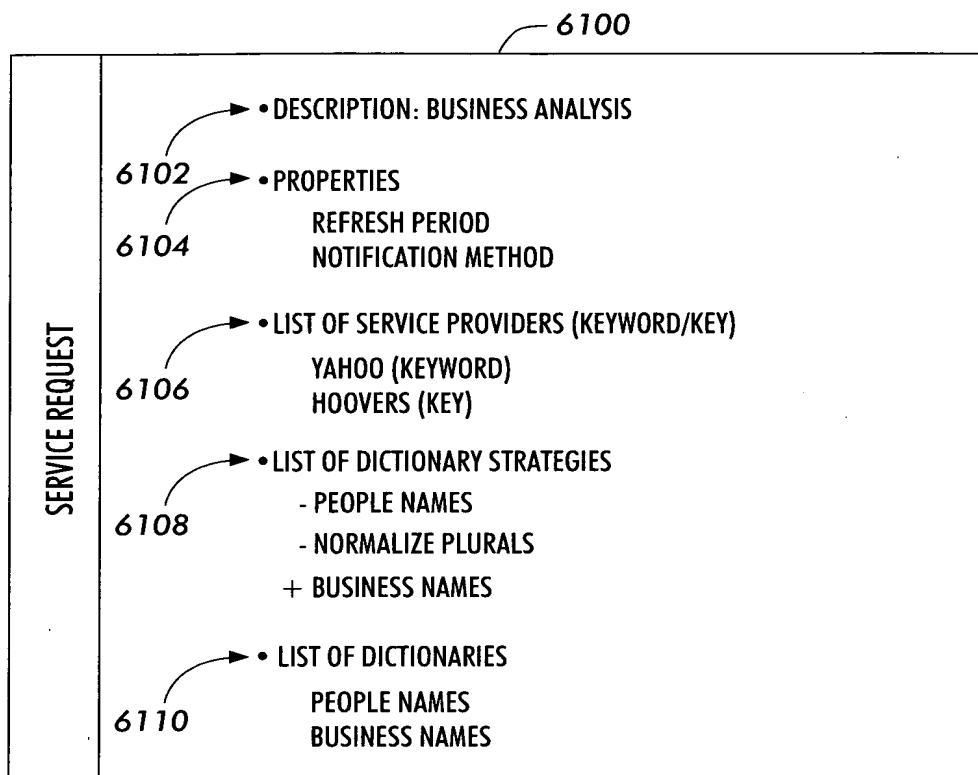 6100
SERVICE REQUEST
• DESCRIPTION: BUSINESS ANALYSIS
6102
• PROPERTIES
6104
REFRESH PERIOD
NOTIFICATION METHOD
• LIST OF SERVICE PROVIDERS (KEYWORD/KEY)
6106
YAHOO (KEYWORD)
HOOVERS (KEY)
• LIST OF DICTIONARY STRATEGIES
6108
- PEOPLE NAMES
- NORMALIZE PLURALS
+ BUSINESS NAMES
• LIST OF DICTIONARIES
6110
PEOPLE NAMES
BUSINESS NAMES